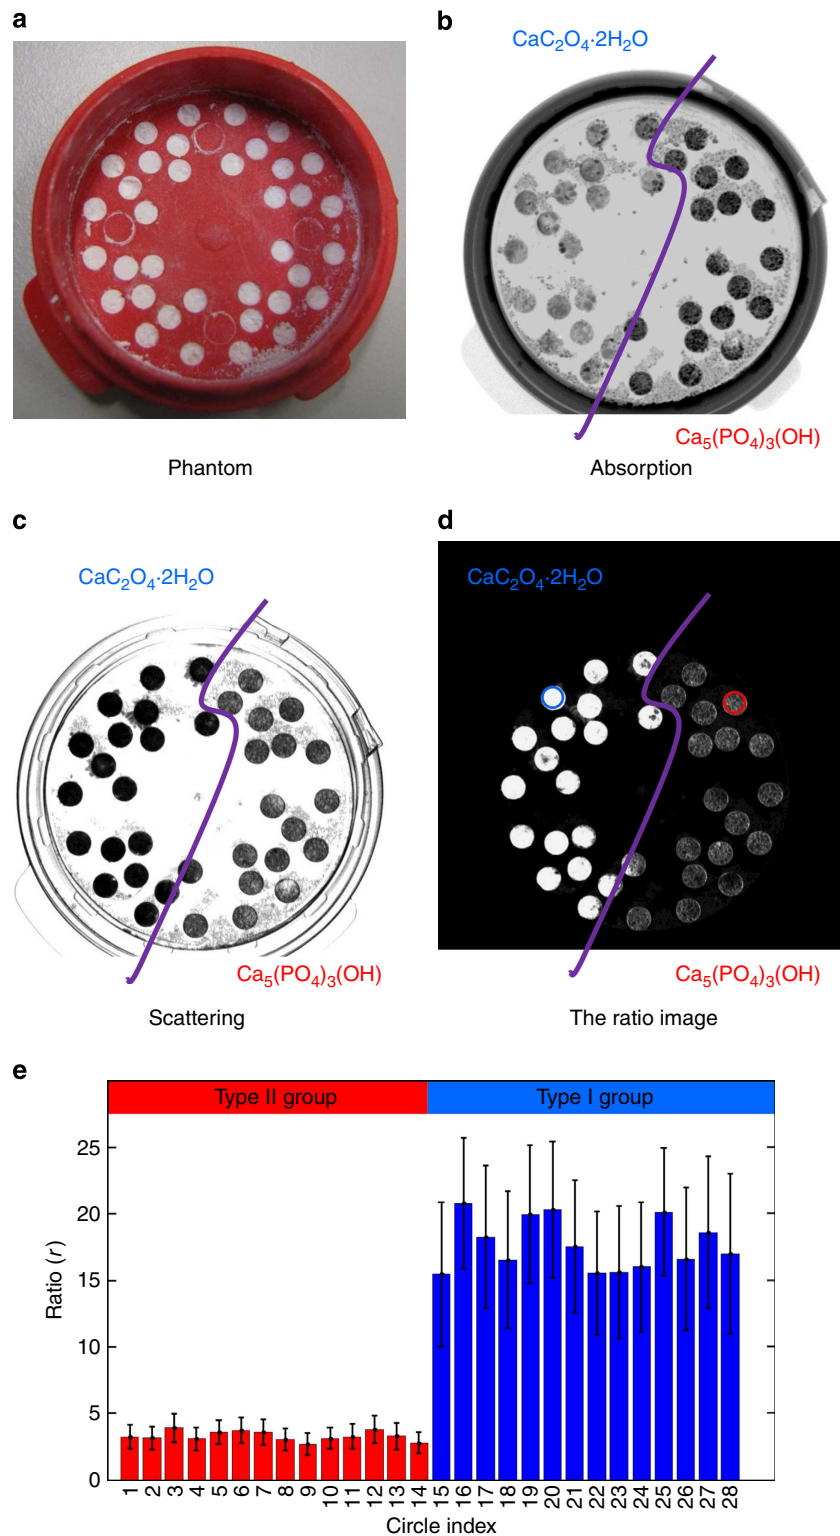 a
b
CaC₂O₄·2H₂O
Ca₅(PO₄)₃(OH)
Phantom
Absorption
c
d
CaC₂O₄·2H₂O
CaC₂O₄·2H₂O
Ca₅(PO₄)₃(OH)
Ca₅(PO₄)₃(OH)
Scattering
The ratio image
e
Type II group
Type I group
25
20
15
10
5
0
Ratio (r)
1 2 3 4 5 6 7 8 9 10 11 12 13 14 15 16 17 18 19 20 21 22 23 24 25 26 27 28
Circle index